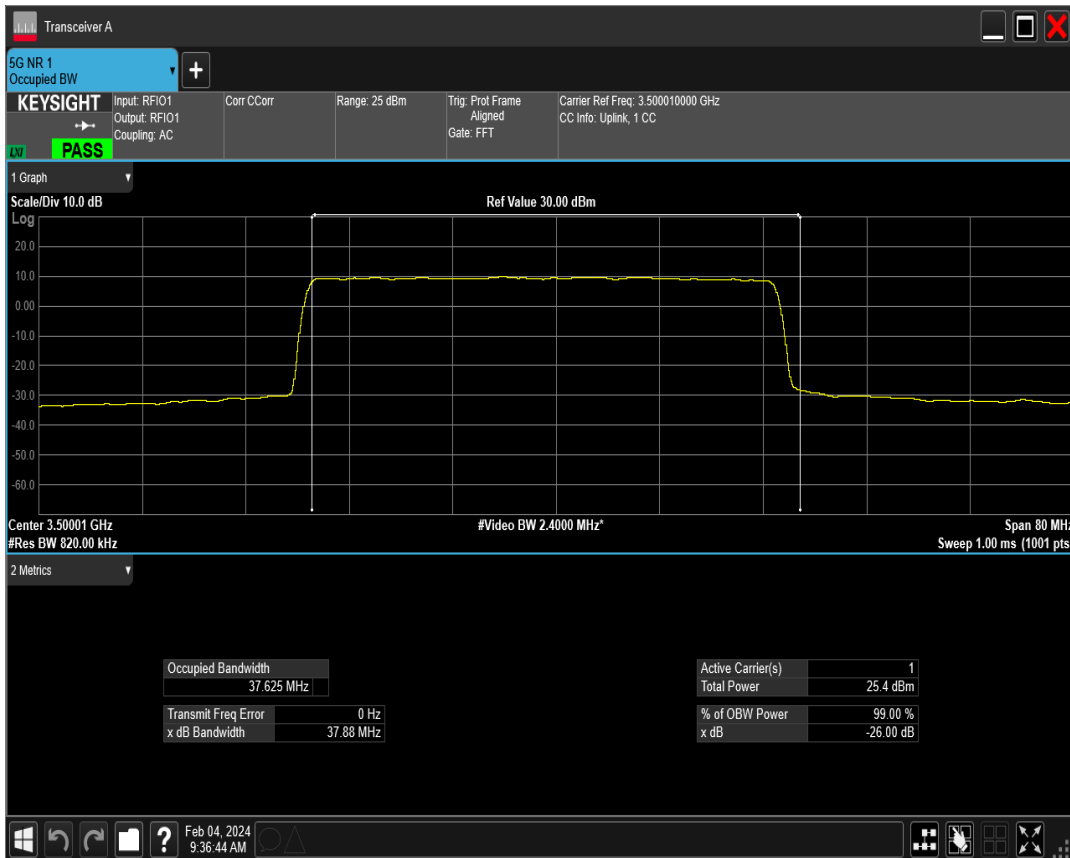 Transceiver A
5G NR 1
Occupied BW
+
KEYSIGHT
LXI
PASS
Input: RFIO1
Output: RFIO1
Coupling: AC
Corr CCorr
Range: 25 dBm
Trig: Prot Frame
Aligned
Gate: FFT
Carrier Ref Freq: 3.500010000 GHz
CC Info: Uplink, 1 CC
1 Graph
Scale/Div 10.0 dB
Ref Value 30.00 dBm
Log
20.0
10.0
0.00
-10.0
-20.0
-30.0
-40.0
-50.0
-60.0
Center 3.50001 GHz
#Video BW 2.4000 MHz*
Span 80 MHz
#Res BW 820.00 kHz
Sweep 1.00 ms (1001 pts
2 Metrics
Occupied Bandwidth
37.625 MHz
Transmit Freq Error 0 Hz
x dB Bandwidth 37.88 MHz
Active Carrier(s) 1
Total Power 25.4 dBm
% of OBW Power 99.00 %
x dB -26.00 dB
?
Feb 04, 2024
9:36:44 AM